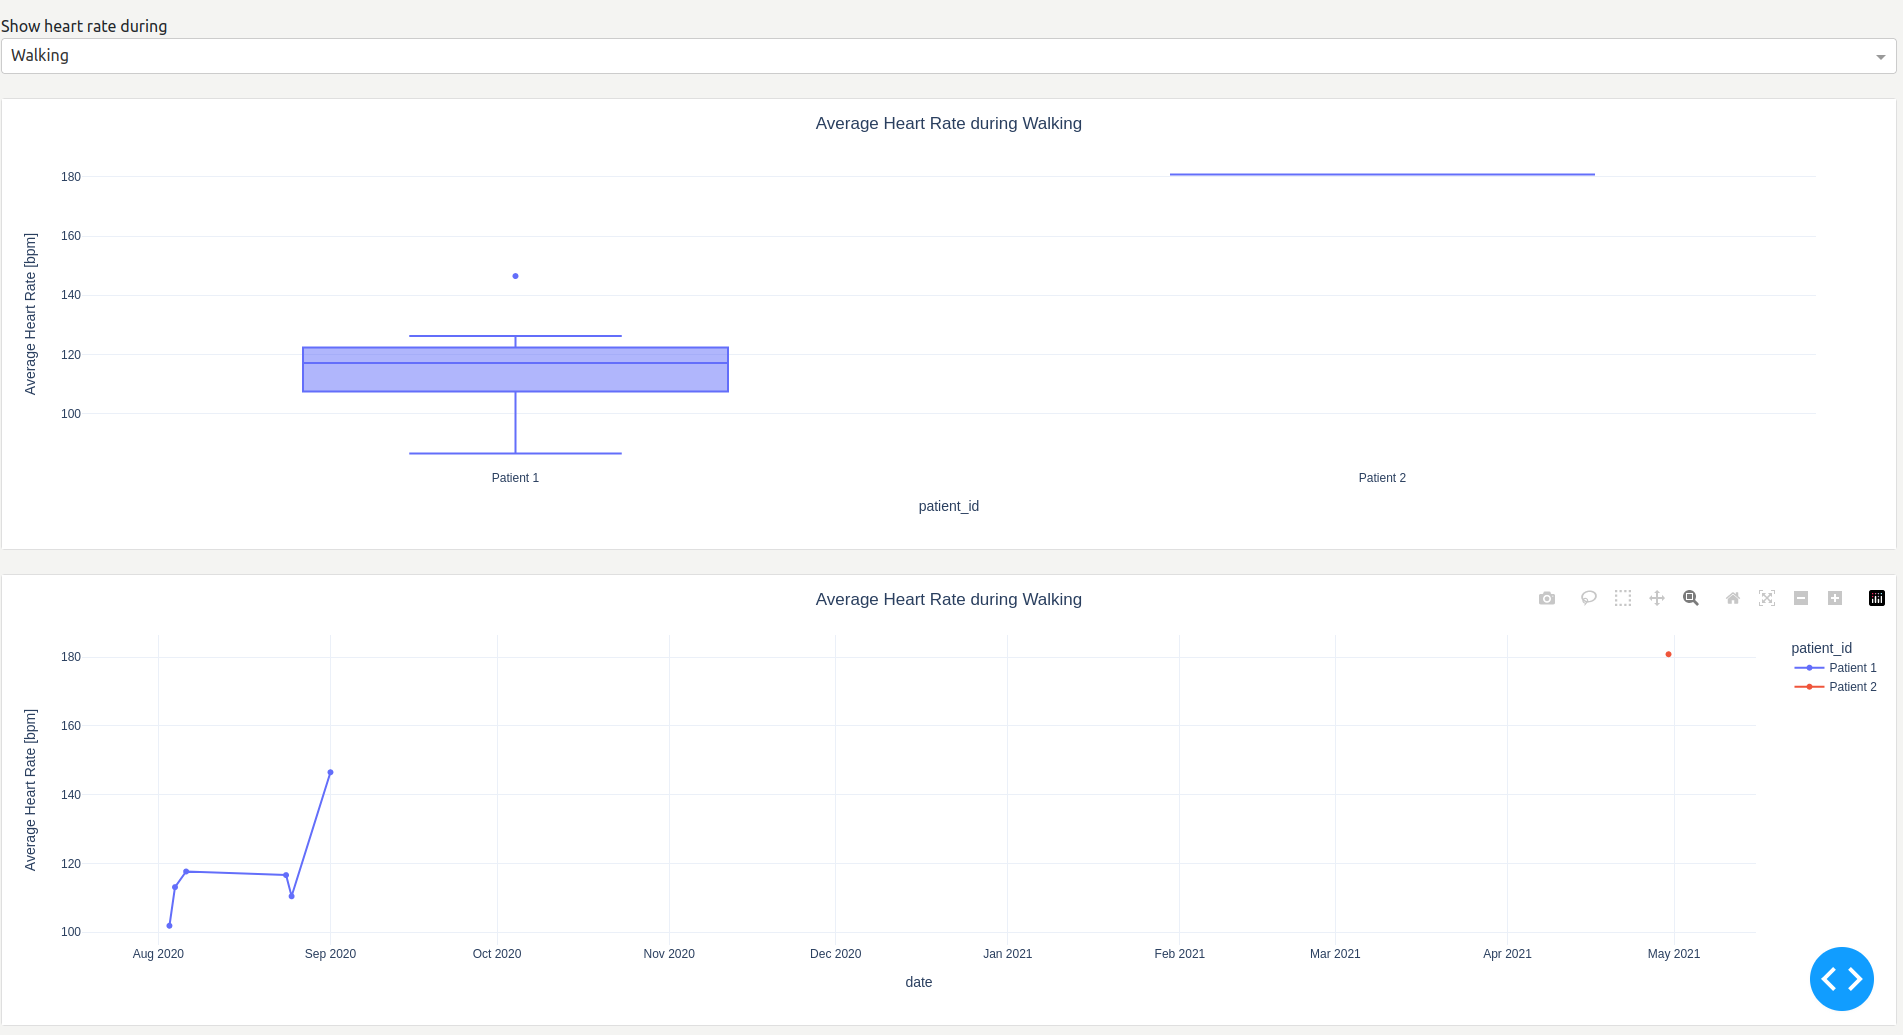 Show heart rate during
Walking
Average Heart Rate during Walking
Average Heart Rate [bpm]
180
160
140
120
100
Patient 1
Patient 2
patient_id
Average Heart Rate during Walking
Average Heart Rate [bpm]
180
160
140
120
100
patient_id
Patient 1
Patient 2
Aug 2020
Sep 2020
Oct 2020
Nov 2020
Dec 2020
Jan 2021
Feb 2021
Mar 2021
Apr 2021
May 2021
date